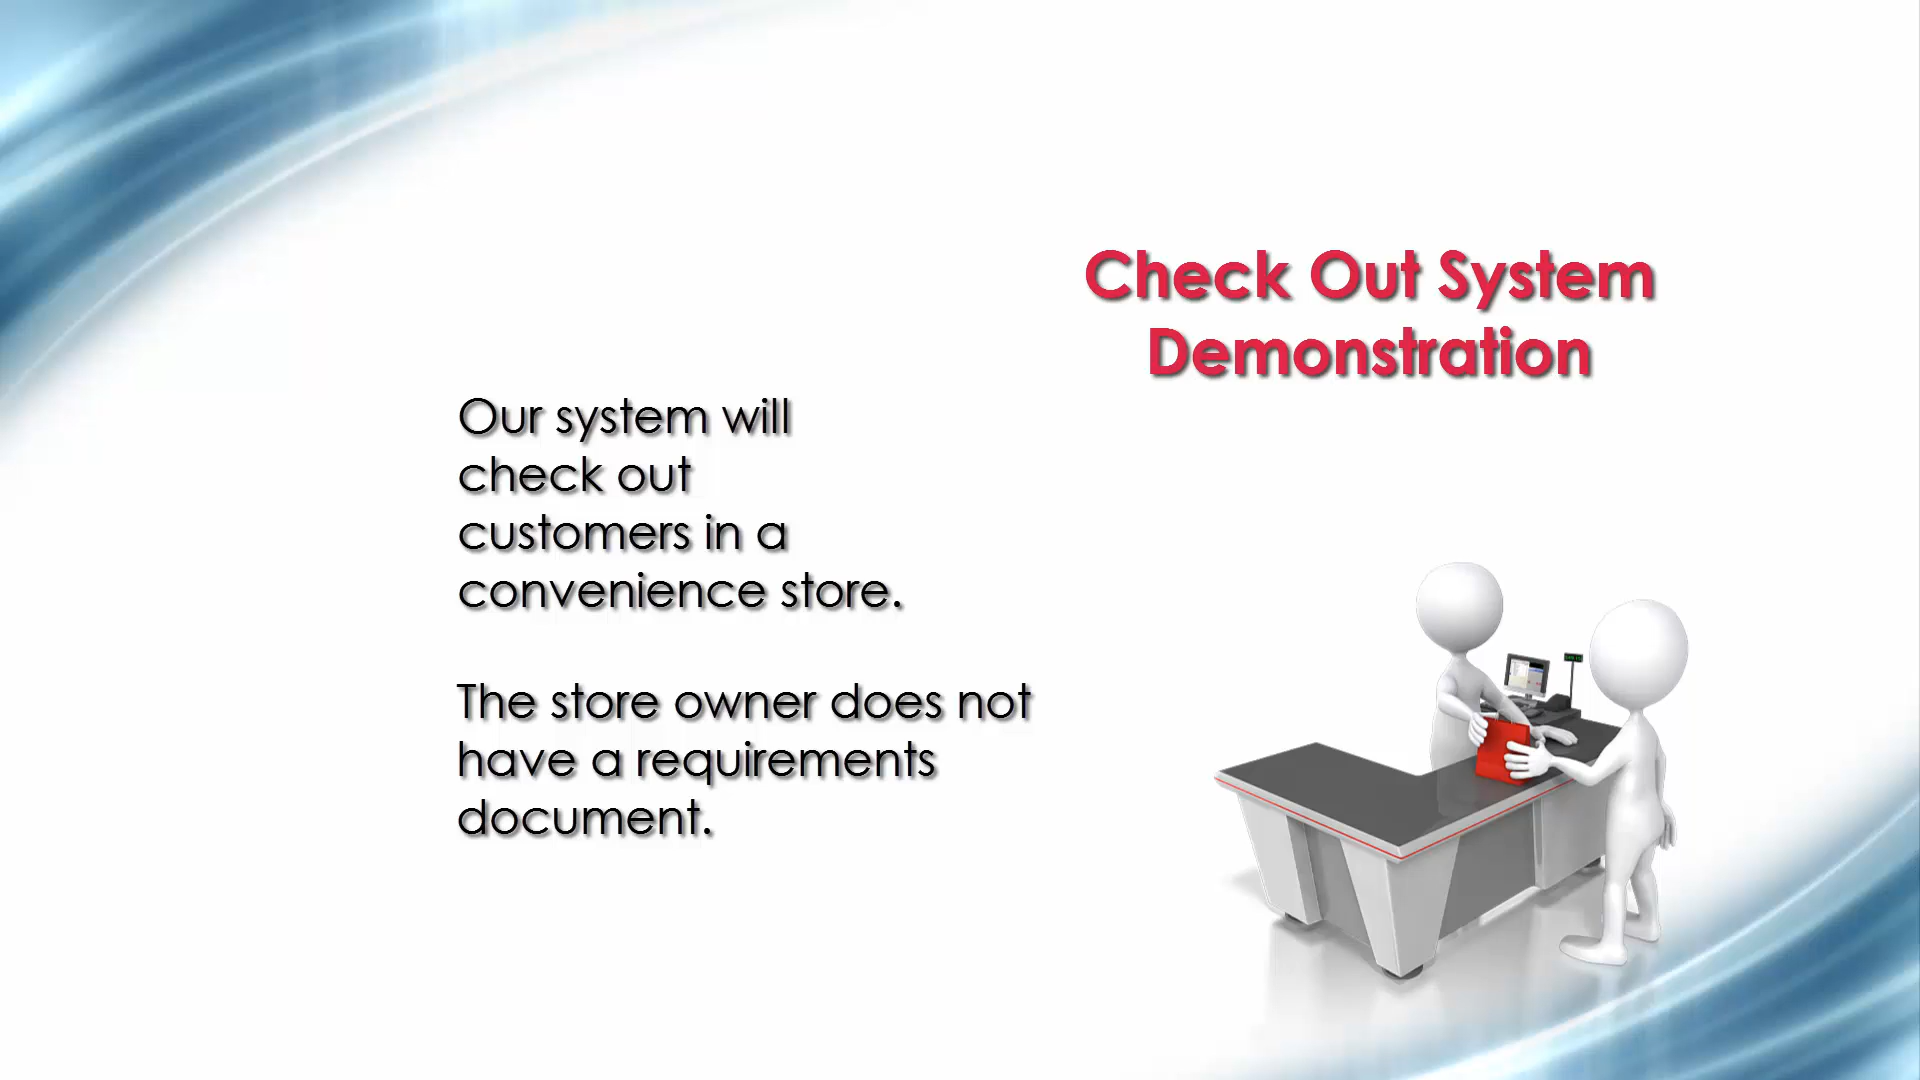 Check Out System
Demonstration
Our system will
check out
customers in a
convenience store.
The store owner does not
have a requirements
document.